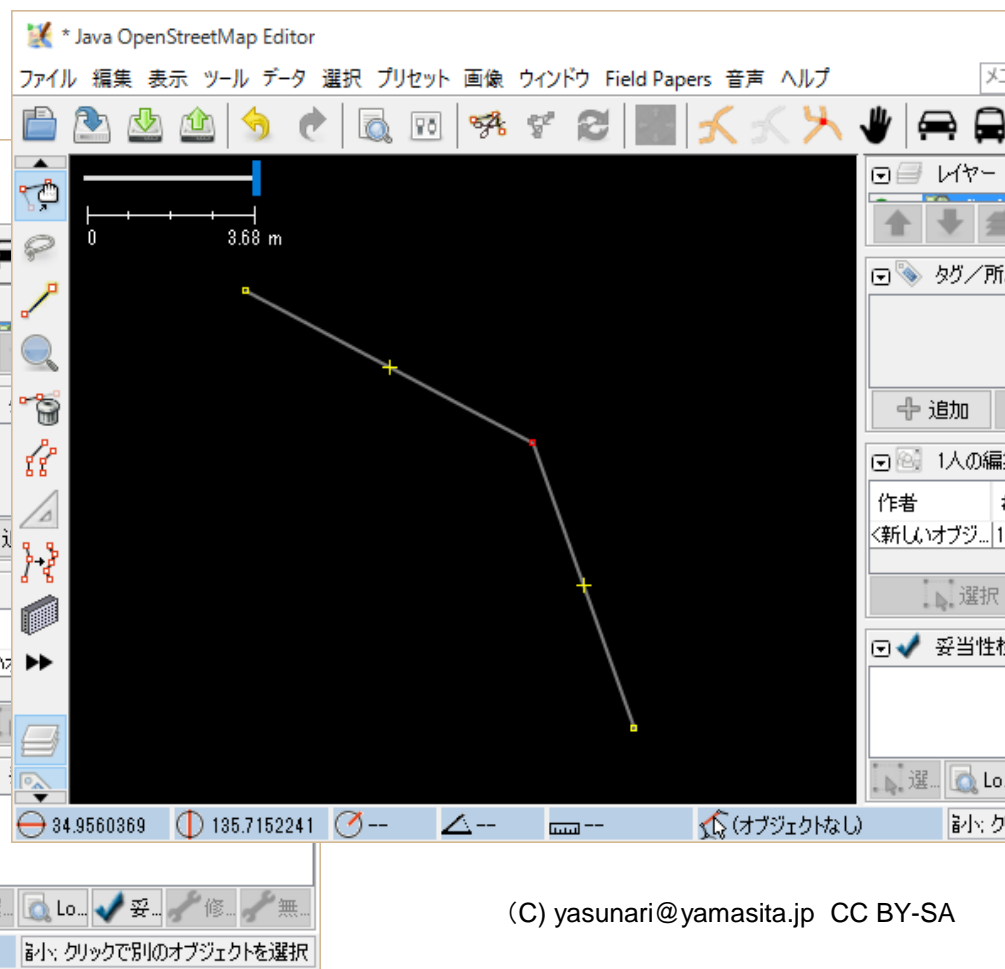 * Java OpenStreetMap Editor
ファイル 編集 表示 ツール データ 選択 プリセット 画像 ウィンドウ Field Papers 音声 ヘルプ
レイヤー
0 3.68 m
タグ／所
追加
1人の編
作者
<新しいオブジ... 1
選択
妥当性検
選... Lo
34.9560369 135.7152241 -- -- -- (オブジェクトなし)
Lo... 妥... 修... 無...
(C) yasunari@yamasita.jp CC BY-SA
クリックで別のオブジェクトを選択